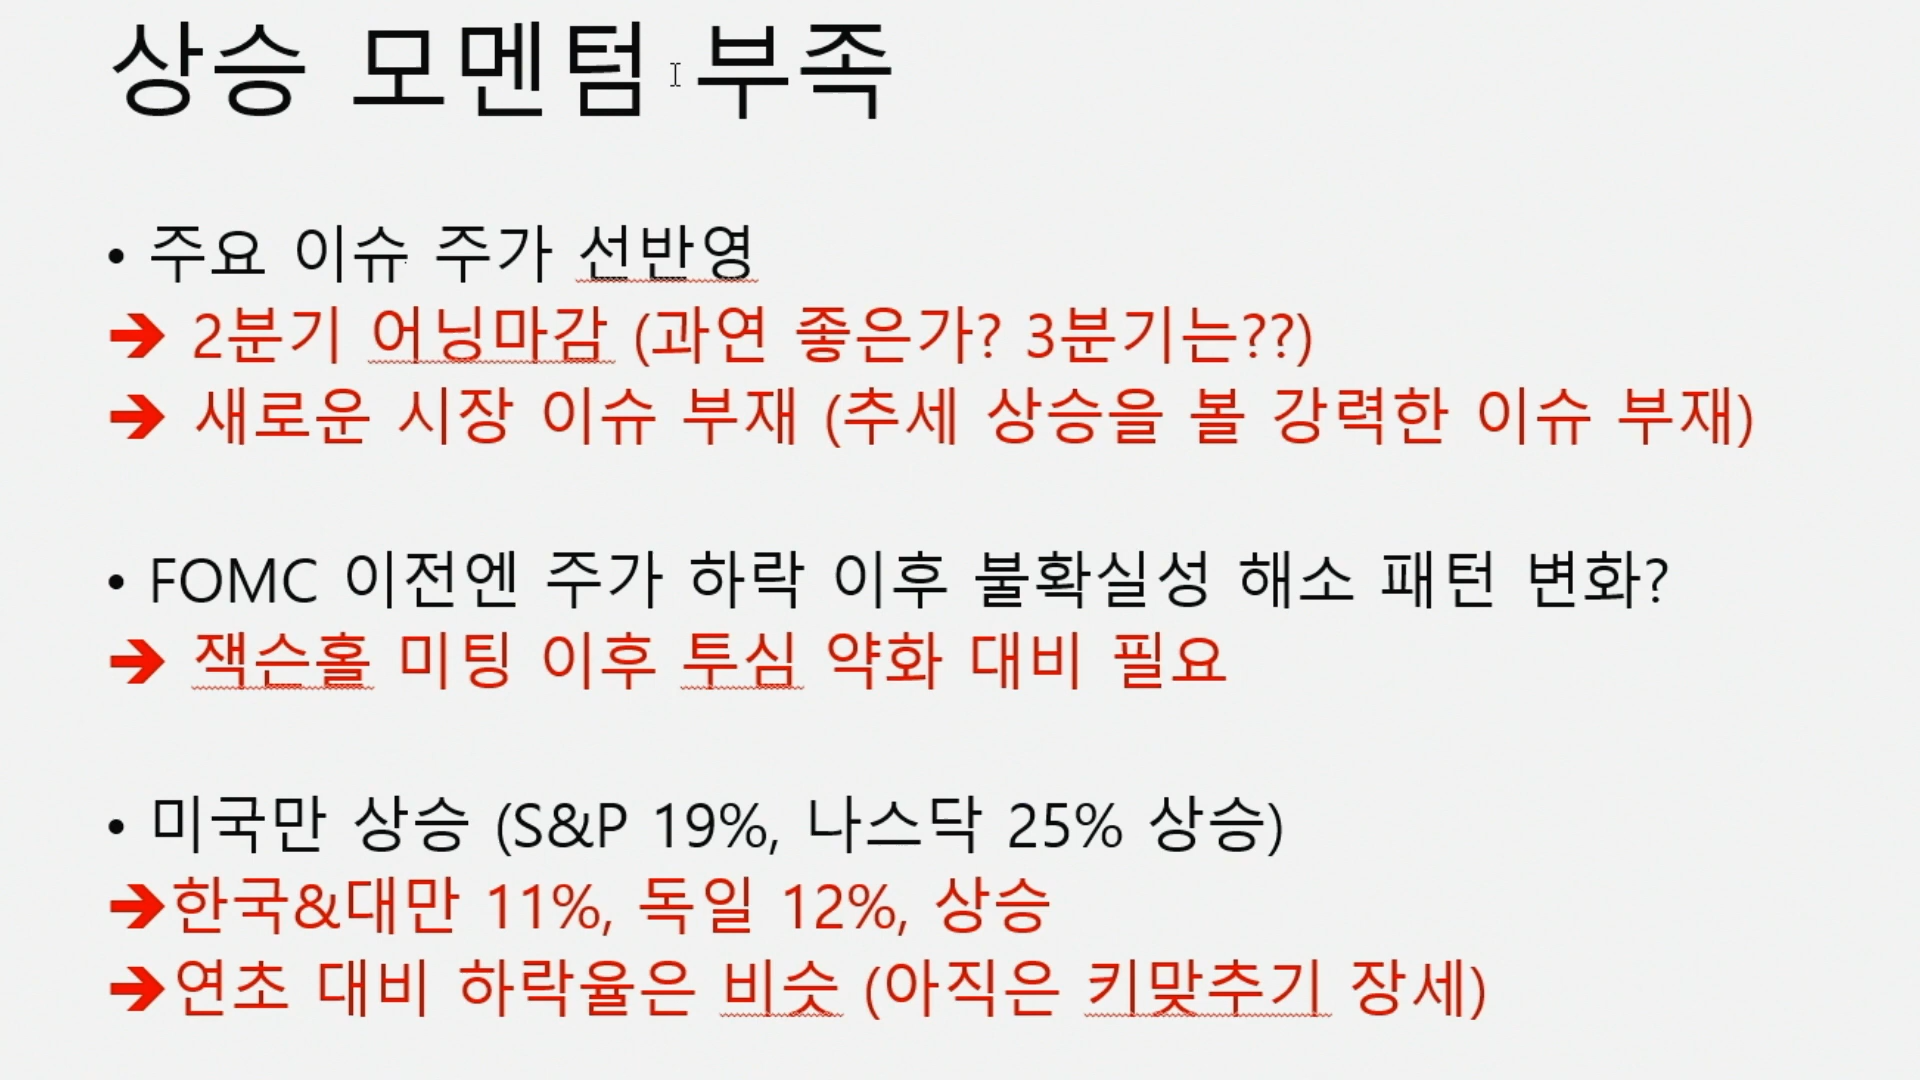 상승 모멘텀 부족
• 주요 이슈 주가 선반영
➔ 2분기 어닝마감 (과연 좋은가? 3분기는??)
➔ 새로운 시장 이슈 부재 (추세 상승을 볼 강력한 이슈 부재)
• FOMC 이전엔 주가 하락 이후 불확실성 해소 패턴 변화?
➔ 잭슨홀 미팅 이후 투심 약화 대비 필요
• 미국만 상승 (S&P 19%, 나스닥 25% 상승)
➔한국&대만 11%, 독일 12%, 상승
➔연초 대비 하락율은 비슷 (아직은 키맞추기 장세)